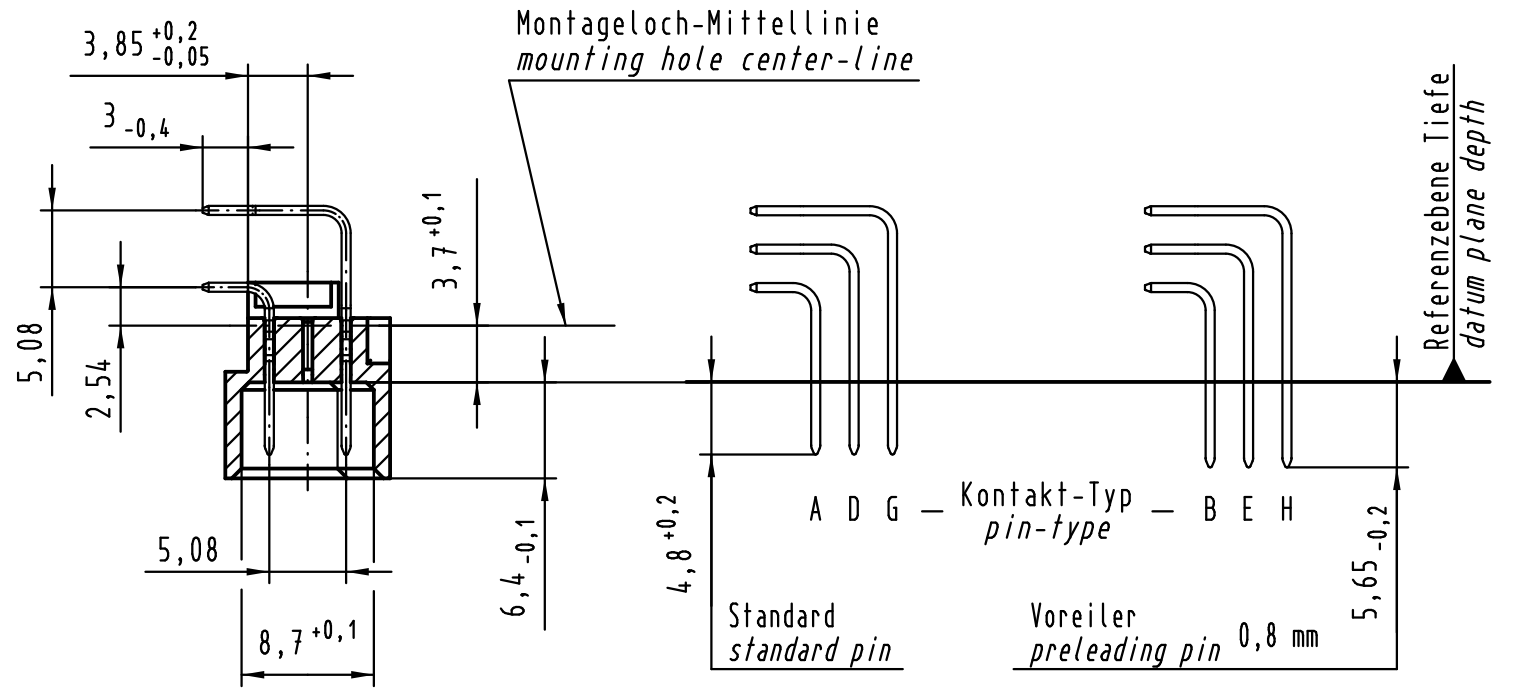 Montageloch-Mittellinie
mounting hole center-line
3,85 +0,2 -0,05
3 -0,4
5,08
2,54
3,7 +0,1
5,08
8,7 +0,1
6,4 -0,1
Referenzebene Tiefe
datum plane depth
A D G — Kontakt-Typ — B E H
pin-type
4,8 +0,2
5,65 -0,2
Standard
standard pin
Voreiler
preleading pin 0,8 mm